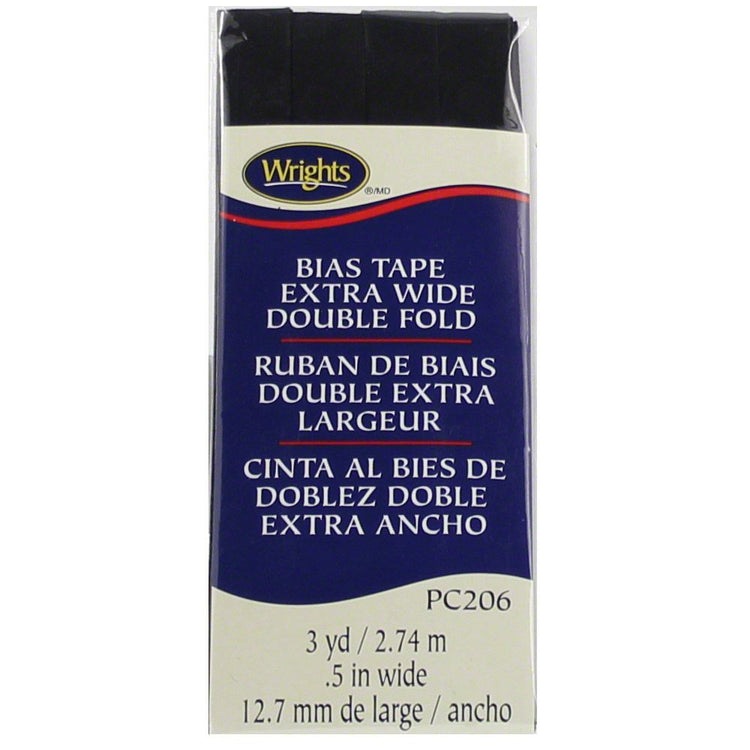 Wrights
®/MD
BIAS TAPE
EXTRA WIDE
DOUBLE FOLD
RUBAN DE BIAIS
DOUBLE EXTRA
LARGEUR
CINTA AL BIES DE
DOBLEZ DOBLE
EXTRA ANCHO
PC206
3 yd / 2.74 m
.5 in wide
12.7 mm de large / ancho